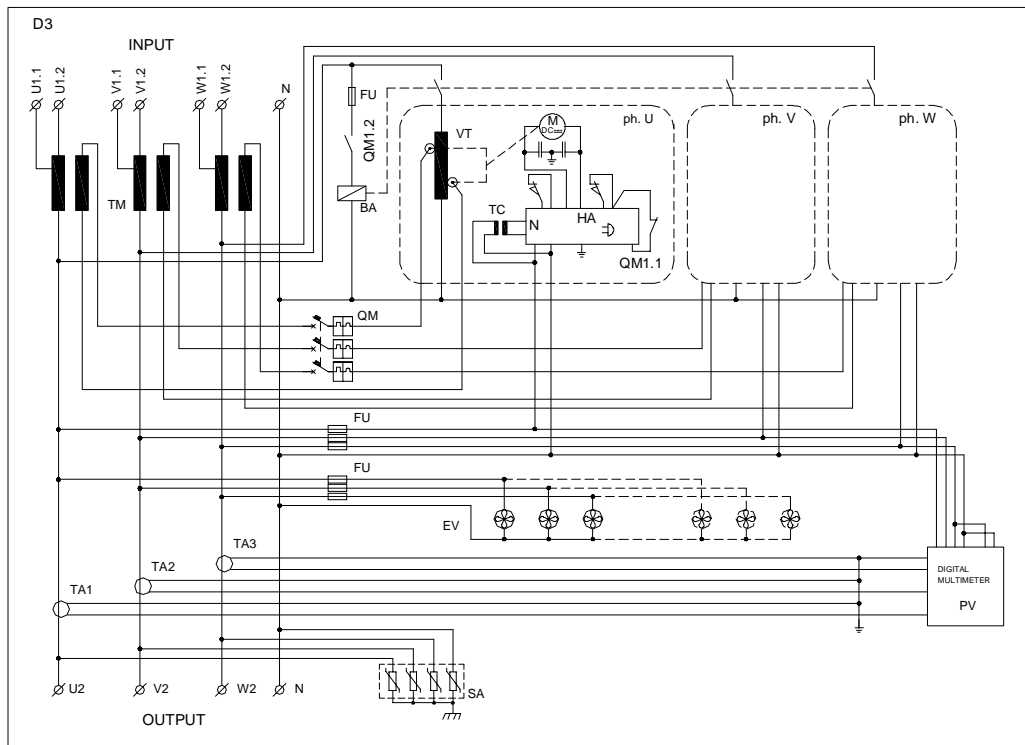 D3
INPUT
U1.1
U1.2
V1.1
V1.2
W1.1
W1.2
N
FU
QM1.2
BA
VT
ph. U
M
DC
ph. V
ph. W
TM
TC
N
HA
QM1.1
QM
FU
FU
EV
TA3
TA2
TA1
DIGITAL
MULTIMETER
PV
U2
V2
W2
N
SA
OUTPUT